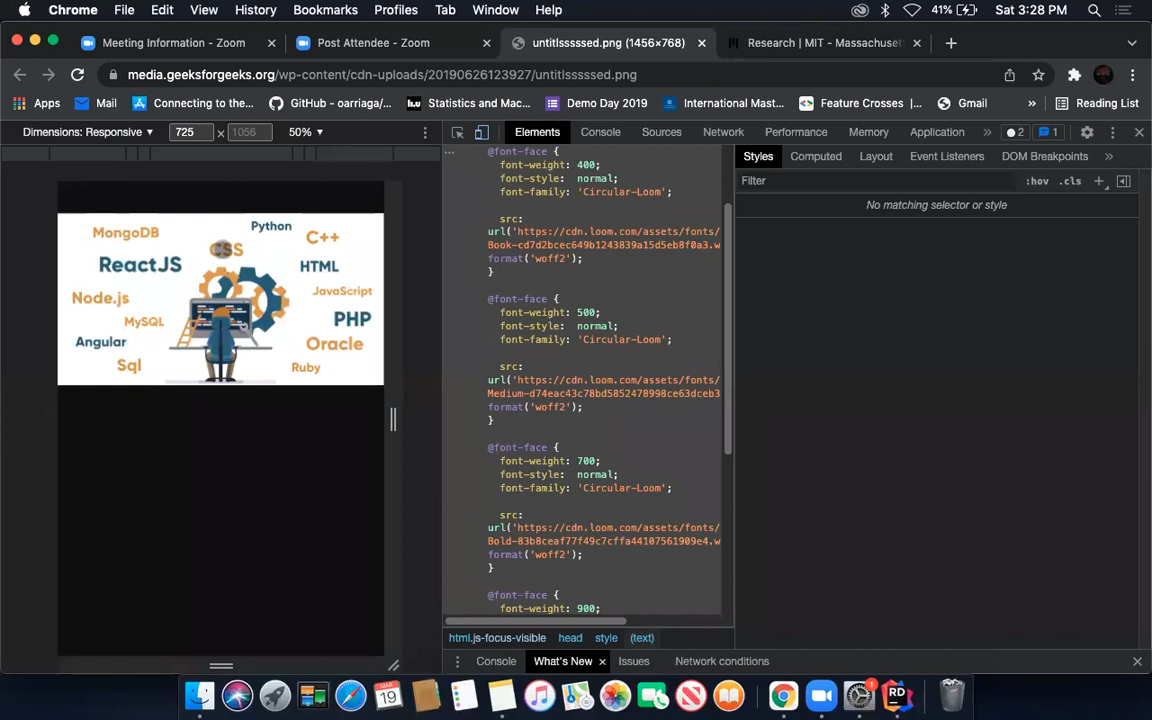 Chrome File Edit View History Bookmarks Profiles Tab Window Help 41% Sat 3:28 PM
Meeting Information - Zoom Post Attendee - Zoom untitlsssssed.png (1456×768) Research | MIT - Massachuset
media.geeksforgeeks.org/wp-content/cdn-uploads/20190626123927/untitlsssssed.png
Apps Mail Connecting to the... GitHub - oarriaga/... Statistics and Mac... Demo Day 2019 International Mast... Feature Crosses |... Gmail » Reading List
Dimensions: Responsive 725 × 1056 50% Elements Console Sources Network Performance Memory Application » 2 1
Styles Computed Layout Event Listeners DOM Breakpoints »
Filter :hov .cls +
No matching selector or style
MongoDB
Python
CSS
C++
ReactJS
HTML
Node.js
JavaScript
MySQL
PHP
Angular
Oracle
Sql
Ruby
@font-face {
font-weight: 400;
font-style: normal;
font-family: 'Circular-Loom';
src:
url('https://cdn.loom.com/assets/fonts/
Book-cd7d2bcec649b1243839a15d5eb8f0a3.w
format('woff2');
}
@font-face {
font-weight: 500;
font-style: normal;
font-family: 'Circular-Loom';
src:
url('https://cdn.loom.com/assets/fonts/
Medium-d74eac43c78bd5852478998ce63dceb3
format('woff2');
}
@font-face {
font-weight: 700;
font-style: normal;
font-family: 'Circular-Loom';
src:
url('https://cdn.loom.com/assets/fonts/
Bold-83b8ceaf77f49c7cffa44107561909e4.w
format('woff2');
}
@font-face {
font-weight: 900;
html.js-focus-visible head style (text)
Console What's New × Issues Network conditions
MAR
19
1
RD